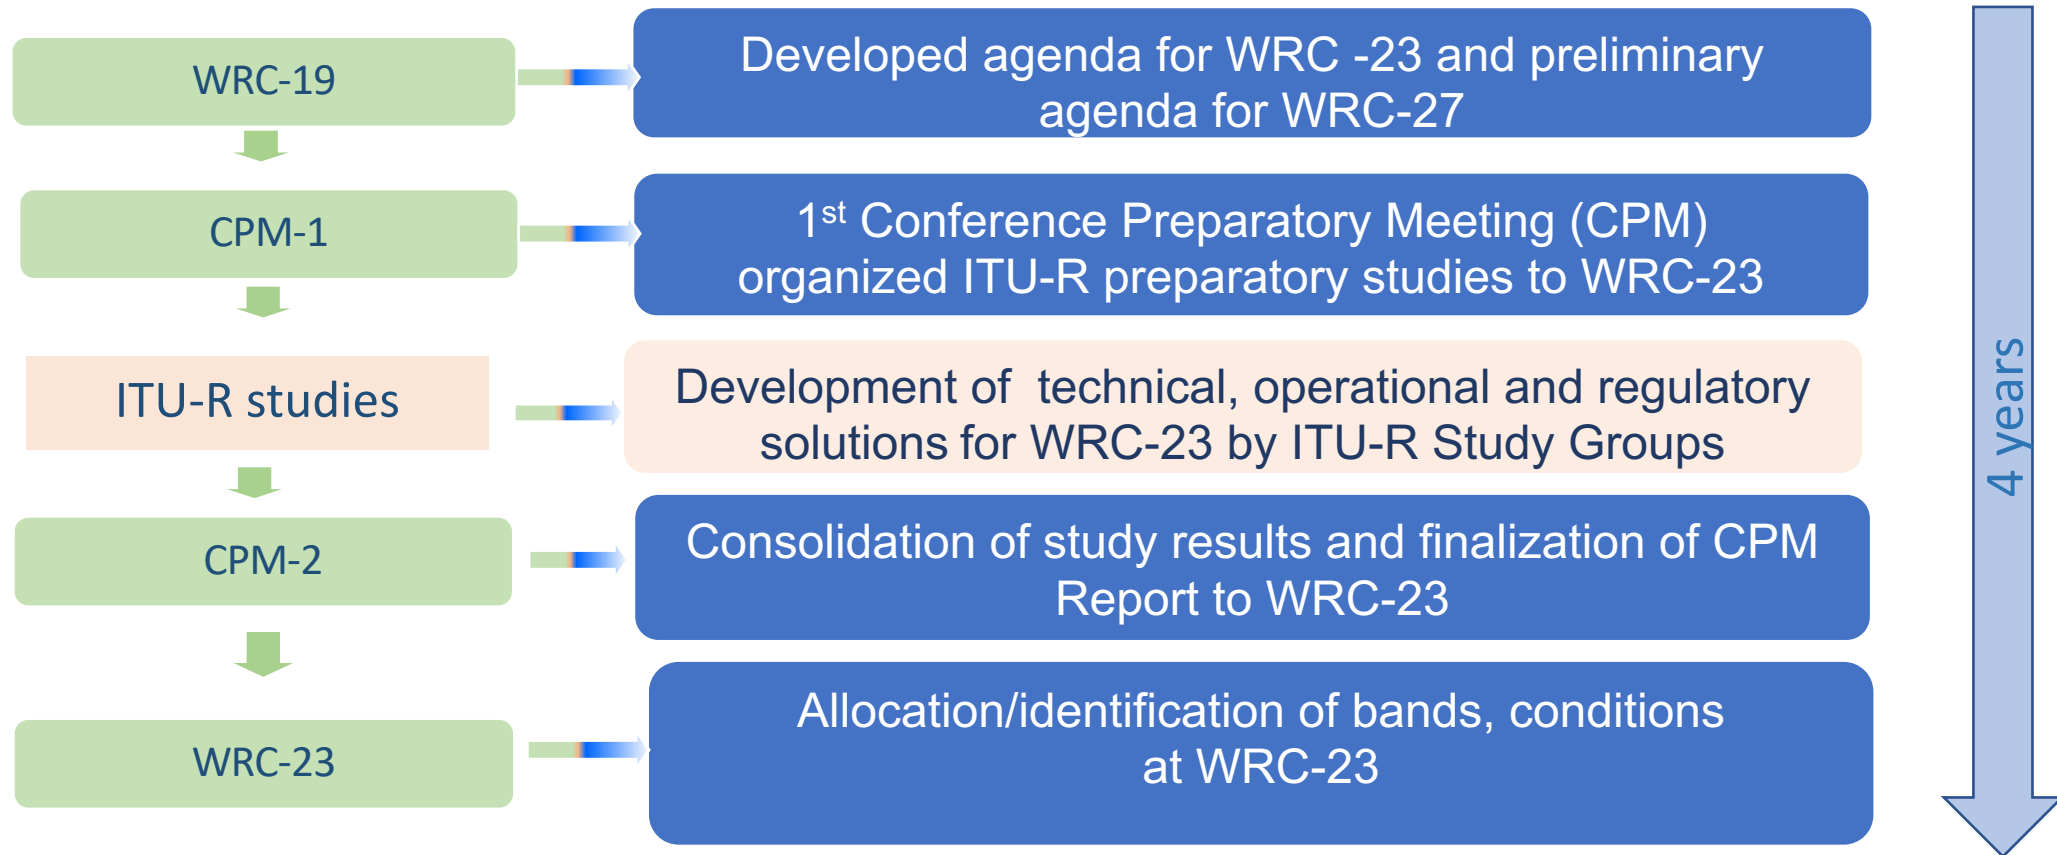 WRC-19
Developed agenda for WRC -23 and preliminary
agenda for WRC-27
CPM-1
1st Conference Preparatory Meeting (CPM)
organized ITU-R preparatory studies to WRC-23
ITU-R studies
Development of  technical, operational and regulatory
solutions for WRC-23 by ITU-R Study Groups
CPM-2
Consolidation of study results and finalization of CPM
Report to WRC-23
WRC-23
Allocation/identification of bands, conditions
at WRC-23
4 years